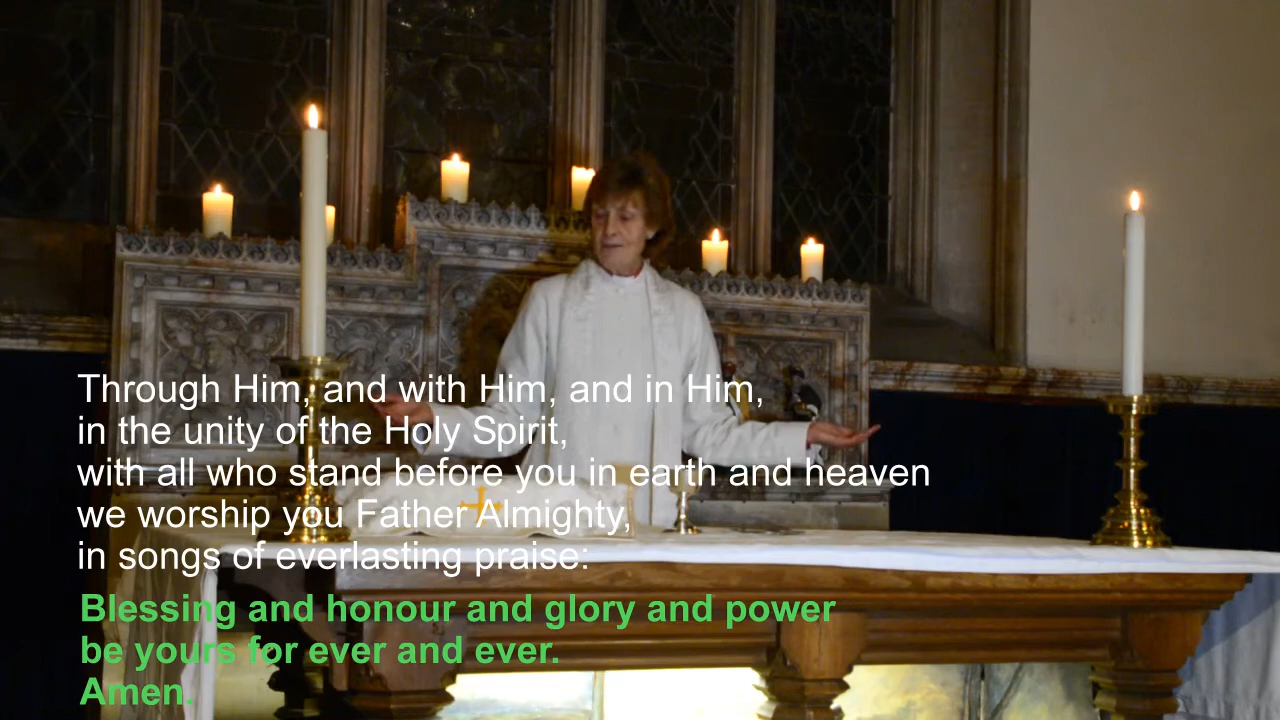 Through Him, and with Him, and in Him,
in the unity of the Holy Spirit,
with all who stand before you in earth and heaven
we worship you Father Almighty,
in songs of everlasting praise:
Blessing and honour and glory and power
be yours for ever and ever.
Amen.